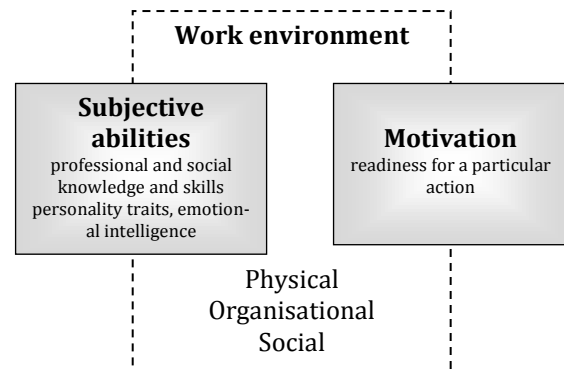 Work environment
Subjective
abilities
professional and social
knowledge and skills
personality traits, emotion-
al intelligence
Motivation
readiness for a particular
action
Physical
Organisational
Social